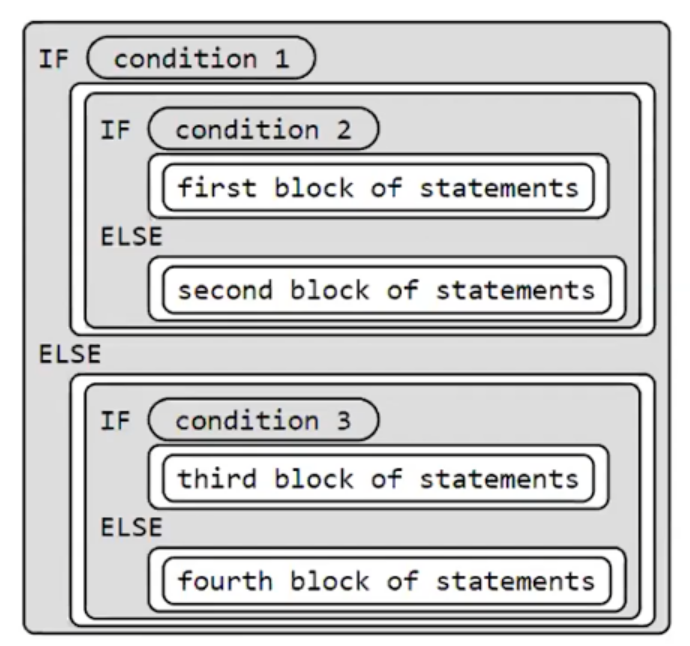 IF condition 1
IF condition 2
first block of statements
ELSE
second block of statements
ELSE
IF condition 3
third block of statements
ELSE
fourth block of statements